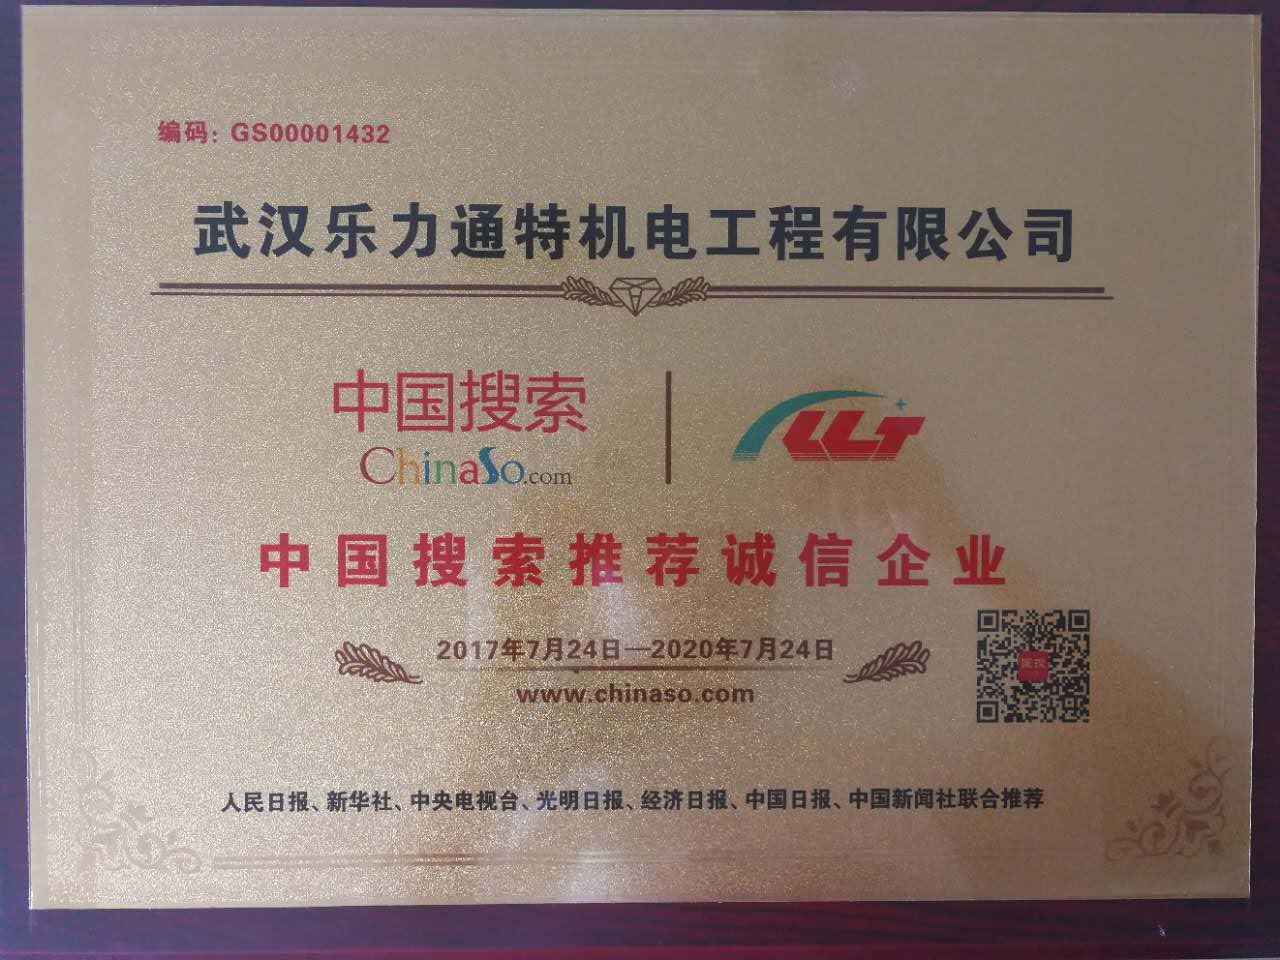 编码：GS00001432
武汉乐力通特机电工程有限公司
中国搜索
ChinaSo.com
LLT
中国搜索推荐诚信企业
2017年7月24日—2020年7月24日
www.chinaso.com
国搜
人民日报、新华社、中央电视台、光明日报、经济日报、中国日报、中国新闻社联合推荐